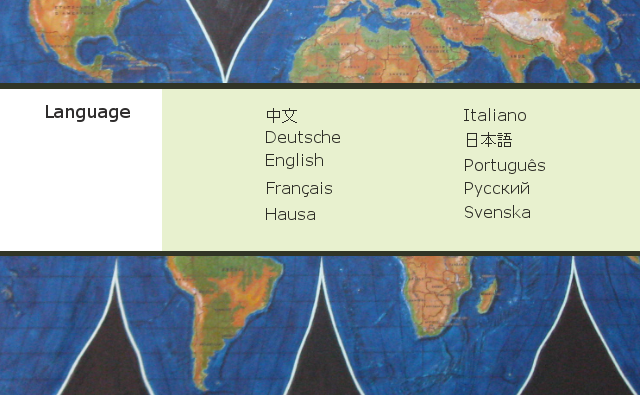 Language
中文
Deutsche
English
Français
Hausa
Italiano
日本語
Português
Русский
Svenska